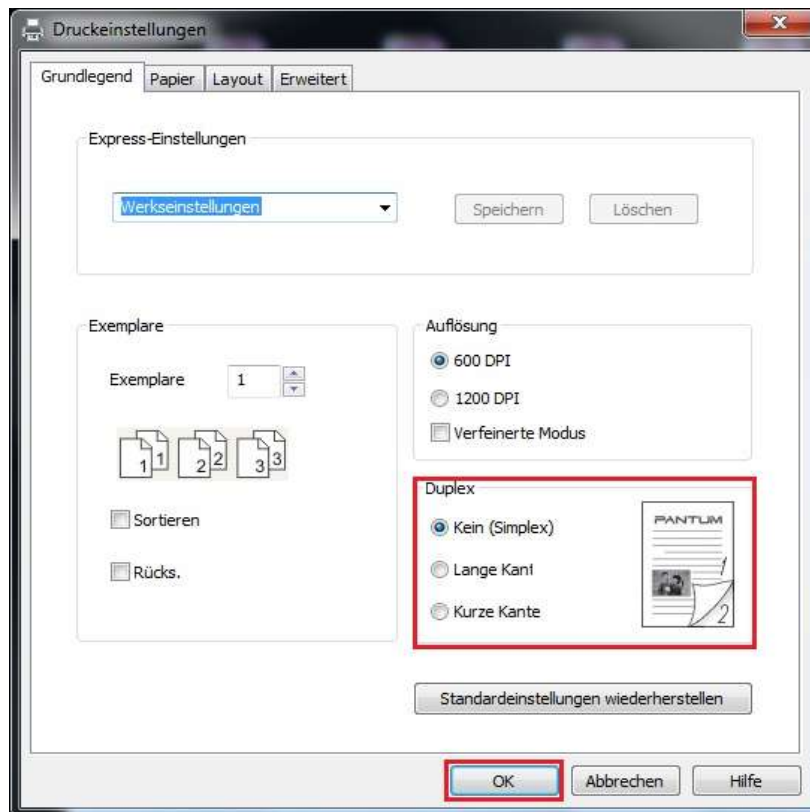 Druckeinstellungen
Grundlegend Papier Layout Erweitert
Express-Einstellungen
Werkseinstellungen
Speichern Löschen
Exemplare
Exemplare 1
1 1 2 2 3 3
Sortieren
Rücks.
Auflösung
600 DPI
1200 DPI
Verfeinerte Modus
Duplex
Kein (Simplex)
Lange Kant
Kurze Kante
PANTUM
1
2
Standardeinstellungen wiederherstellen
OK Abbrechen Hilfe